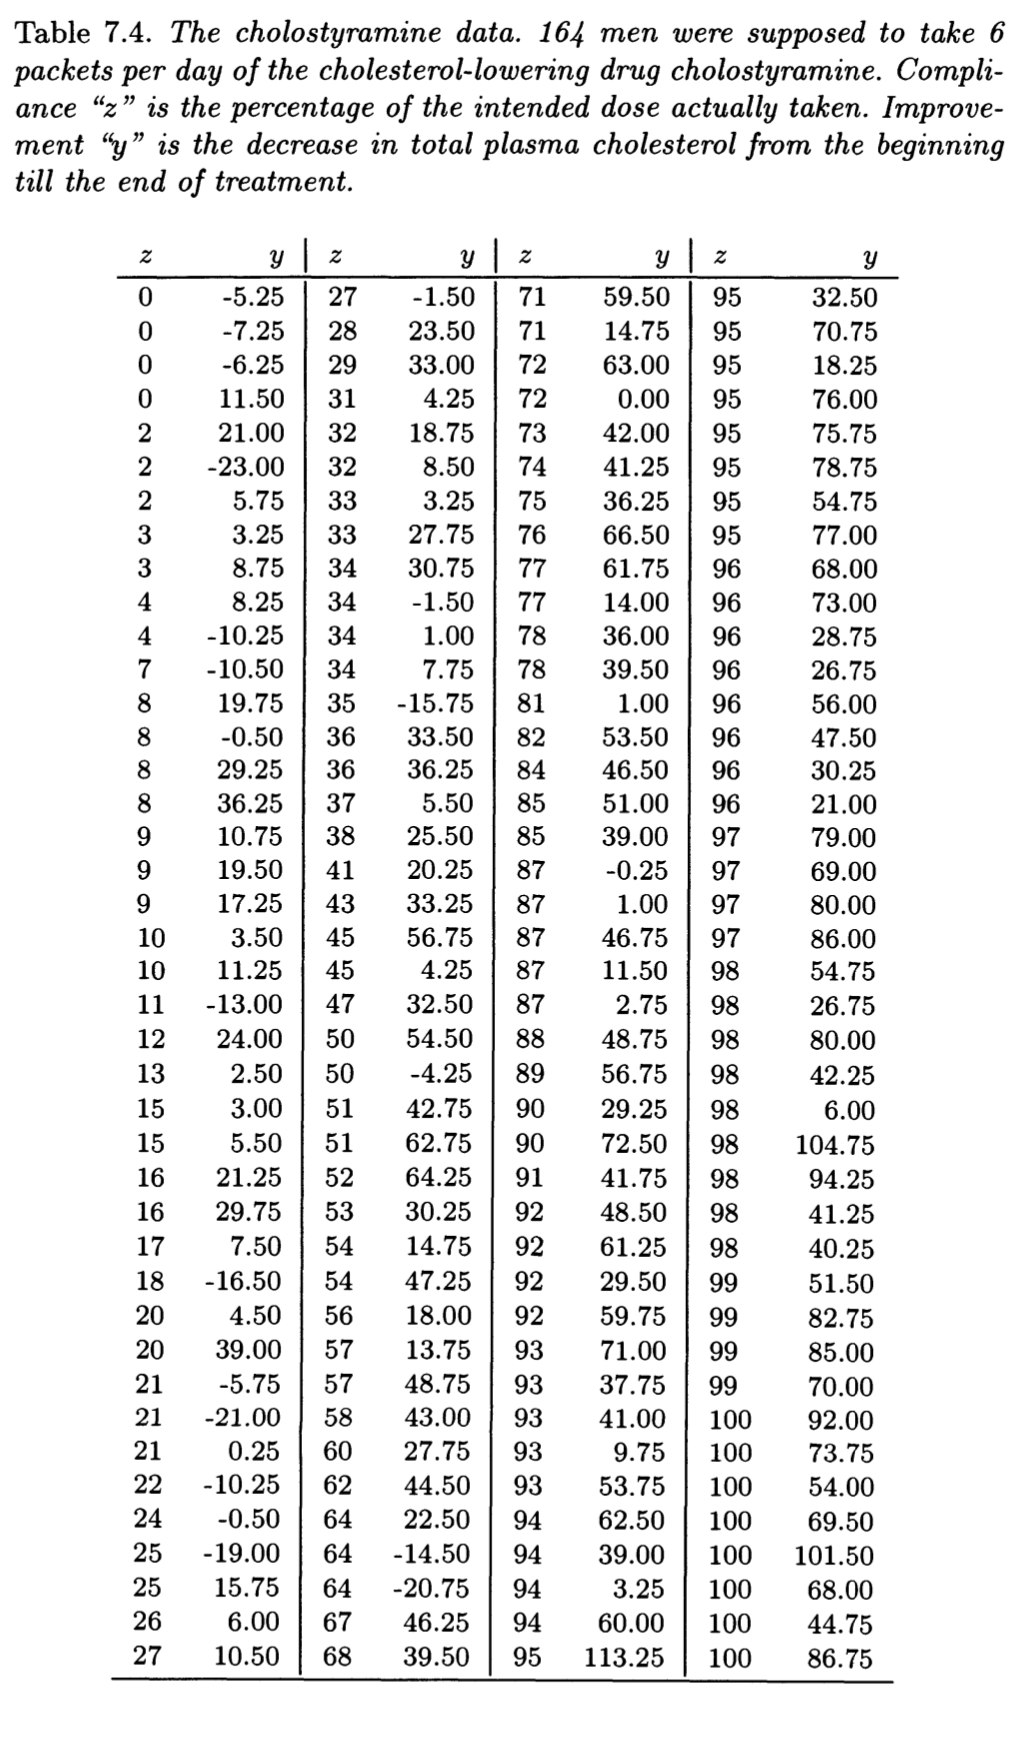 Table 7.4. The cholostyramine data. 164 men were supposed to take 6
packets per day of the cholesterol-lowering drug cholostyramine. Compli-
ance “z” is the percentage of the intended dose actually taken. Improve-
ment “y” is the decrease in total plasma cholesterol from the beginning
till the end of treatment.
z y z y z y z y
0 -5.25 27 -1.50 71 59.50 95 32.50
0 -7.25 28 23.50 71 14.75 95 70.75
0 -6.25 29 33.00 72 63.00 95 18.25
0 11.50 31 4.25 72 0.00 95 76.00
2 21.00 32 18.75 73 42.00 95 75.75
2 -23.00 32 8.50 74 41.25 95 78.75
2 5.75 33 3.25 75 36.25 95 54.75
3 3.25 33 27.75 76 66.50 95 77.00
3 8.75 34 30.75 77 61.75 96 68.00
4 8.25 34 -1.50 77 14.00 96 73.00
4 -10.25 34 1.00 78 36.00 96 28.75
7 -10.50 34 7.75 78 39.50 96 26.75
8 19.75 35 -15.75 81 1.00 96 56.00
8 -0.50 36 33.50 82 53.50 96 47.50
8 29.25 36 36.25 84 46.50 96 30.25
8 36.25 37 5.50 85 51.00 96 21.00
9 10.75 38 25.50 85 39.00 97 79.00
9 19.50 41 20.25 87 -0.25 97 69.00
9 17.25 43 33.25 87 1.00 97 80.00
10 3.50 45 56.75 87 46.75 97 86.00
10 11.25 45 4.25 87 11.50 98 54.75
11 -13.00 47 32.50 87 2.75 98 26.75
12 24.00 50 54.50 88 48.75 98 80.00
13 2.50 50 -4.25 89 56.75 98 42.25
15 3.00 51 42.75 90 29.25 98 6.00
15 5.50 51 62.75 90 72.50 98 104.75
16 21.25 52 64.25 91 41.75 98 94.25
16 29.75 53 30.25 92 48.50 98 41.25
17 7.50 54 14.75 92 61.25 98 40.25
18 -16.50 54 47.25 92 29.50 99 51.50
20 4.50 56 18.00 92 59.75 99 82.75
20 39.00 57 13.75 93 71.00 99 85.00
21 -5.75 57 48.75 93 37.75 99 70.00
21 -21.00 58 43.00 93 41.00 100 92.00
21 0.25 60 27.75 93 9.75 100 73.75
22 -10.25 62 44.50 93 53.75 100 54.00
24 -0.50 64 22.50 94 62.50 100 69.50
25 -19.00 64 -14.50 94 39.00 100 101.50
25 15.75 64 -20.75 94 3.25 100 68.00
26 6.00 67 46.25 94 60.00 100 44.75
27 10.50 68 39.50 95 113.25 100 86.75